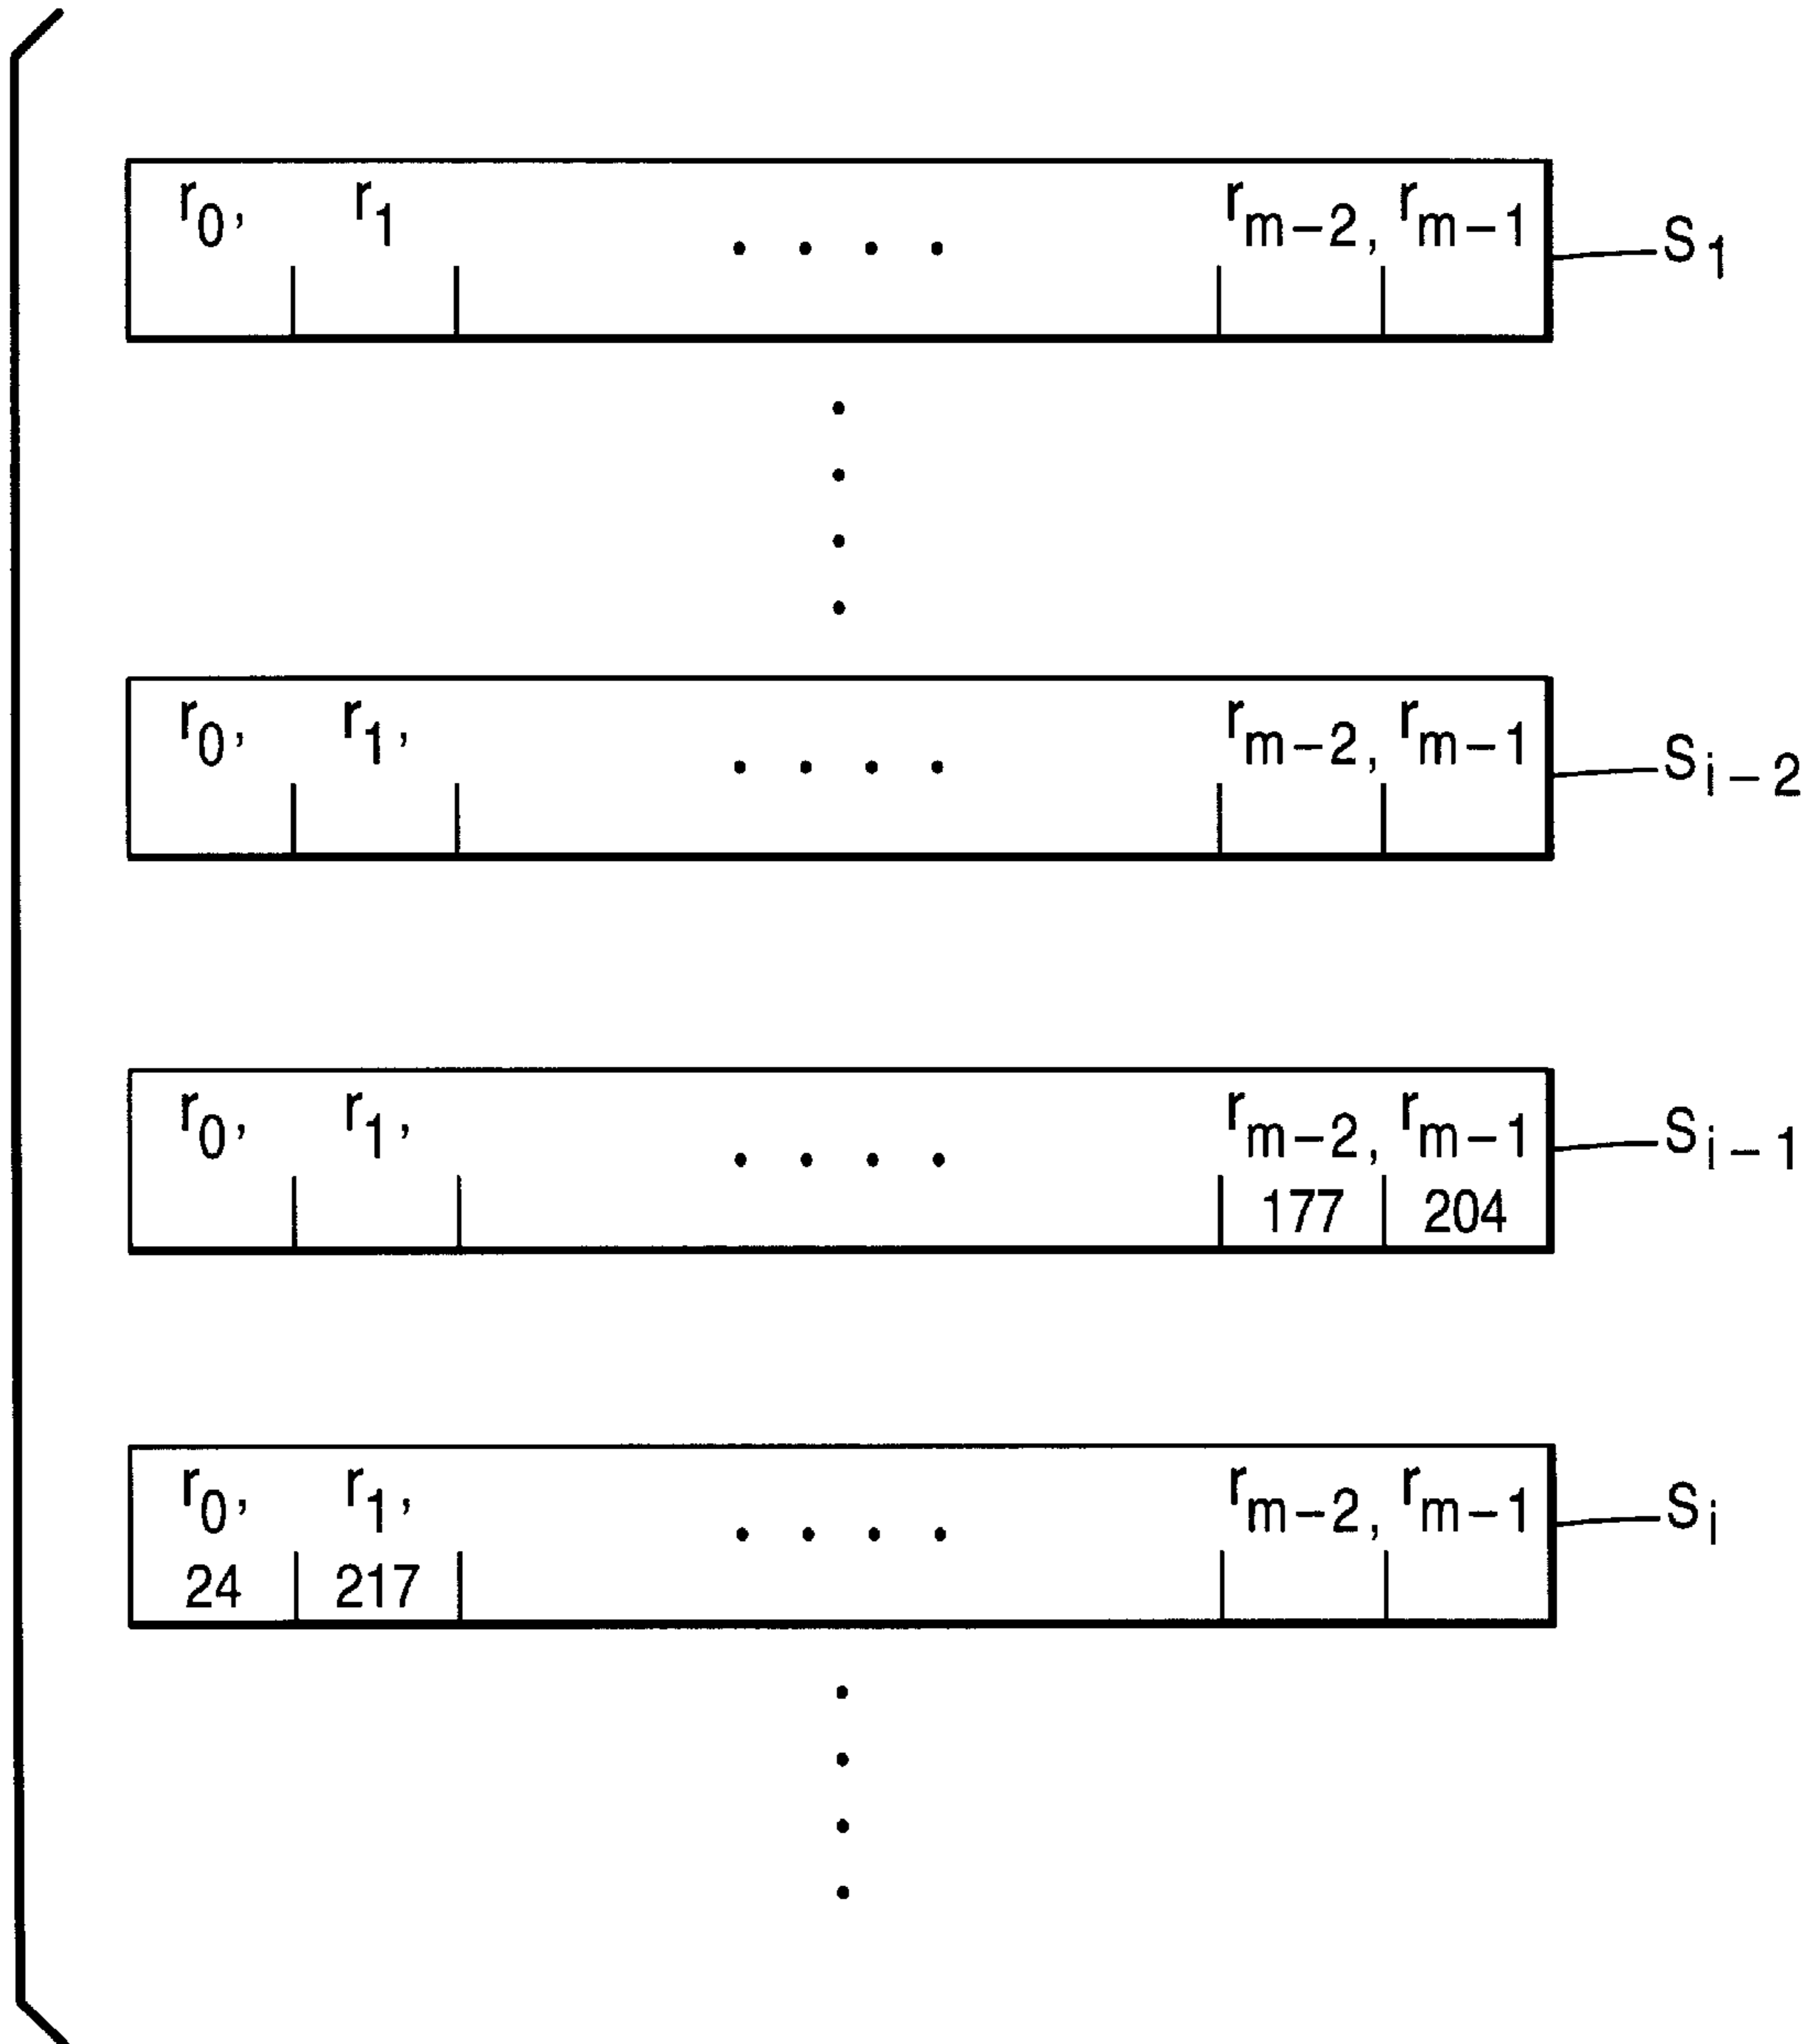 r0, r1 . . . . rm−2, rm−1 S1
r0, r1, . . . . rm−2, rm−1 Si−2
r0, r1, . . . . rm−2, rm−1 Si−1
177 204
r0, r1, . . . . rm−2, rm−1 Si
24 217